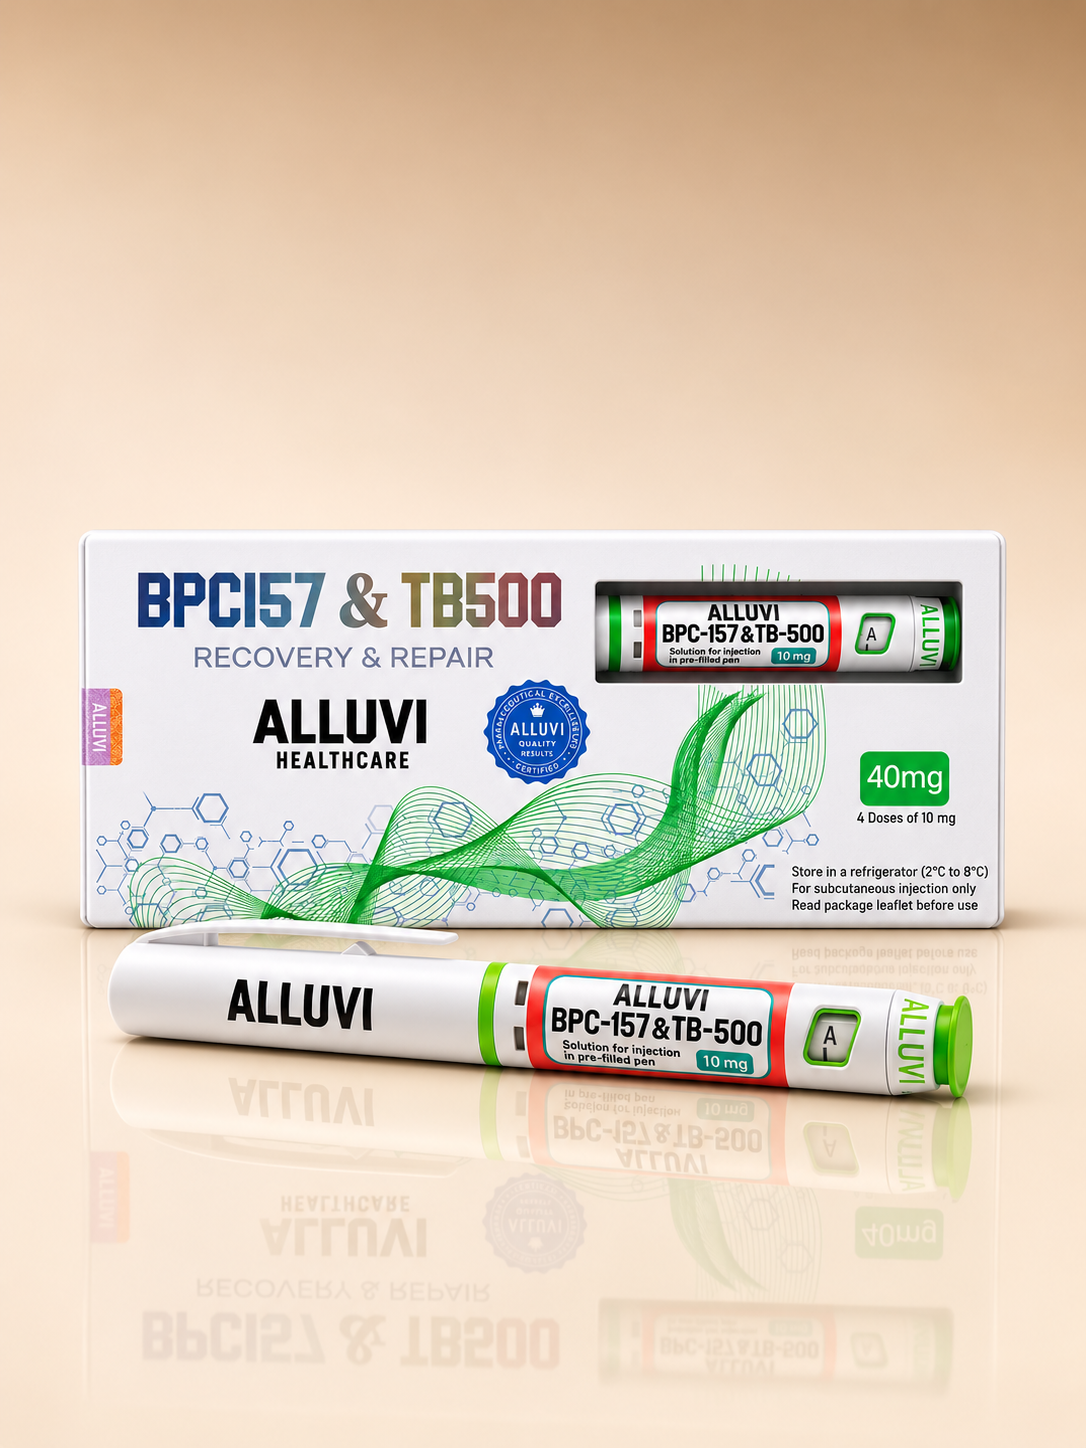 BPC157 & TB500
RECOVERY & REPAIR
ALLUVI
HEALTHCARE
ALLUVI
PHARMACEUTICAL EXCELLENCE
ALLUVI
QUALITY
RESULTS
CERTIFIED
ALLUVI
BPC-157&TB-500
Solution for injection
in pre-filled pen
10 mg
A
ALLUVI
40mg
4 Doses of 10 mg
Store in a refrigerator (2°C to 8°C)
For subcutaneous injection only
Read package leaflet before use
ALLUVI
ALLUVI
BPC-157&TB-500
Solution for injection
in pre-filled pen
10 mg
A
ALLUVI